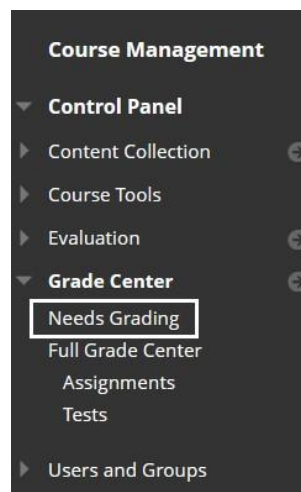 Course Management
Control Panel
Content Collection
Course Tools
Evaluation
Grade Center
Needs Grading
Full Grade Center
Assignments
Tests
Users and Groups